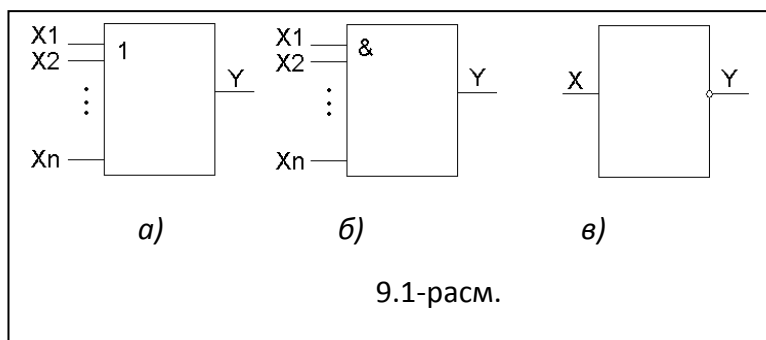 X1 1 X1 &
X2 Y X2 Y X Y
Xn Xn
а) б) в)
9.1-расм.